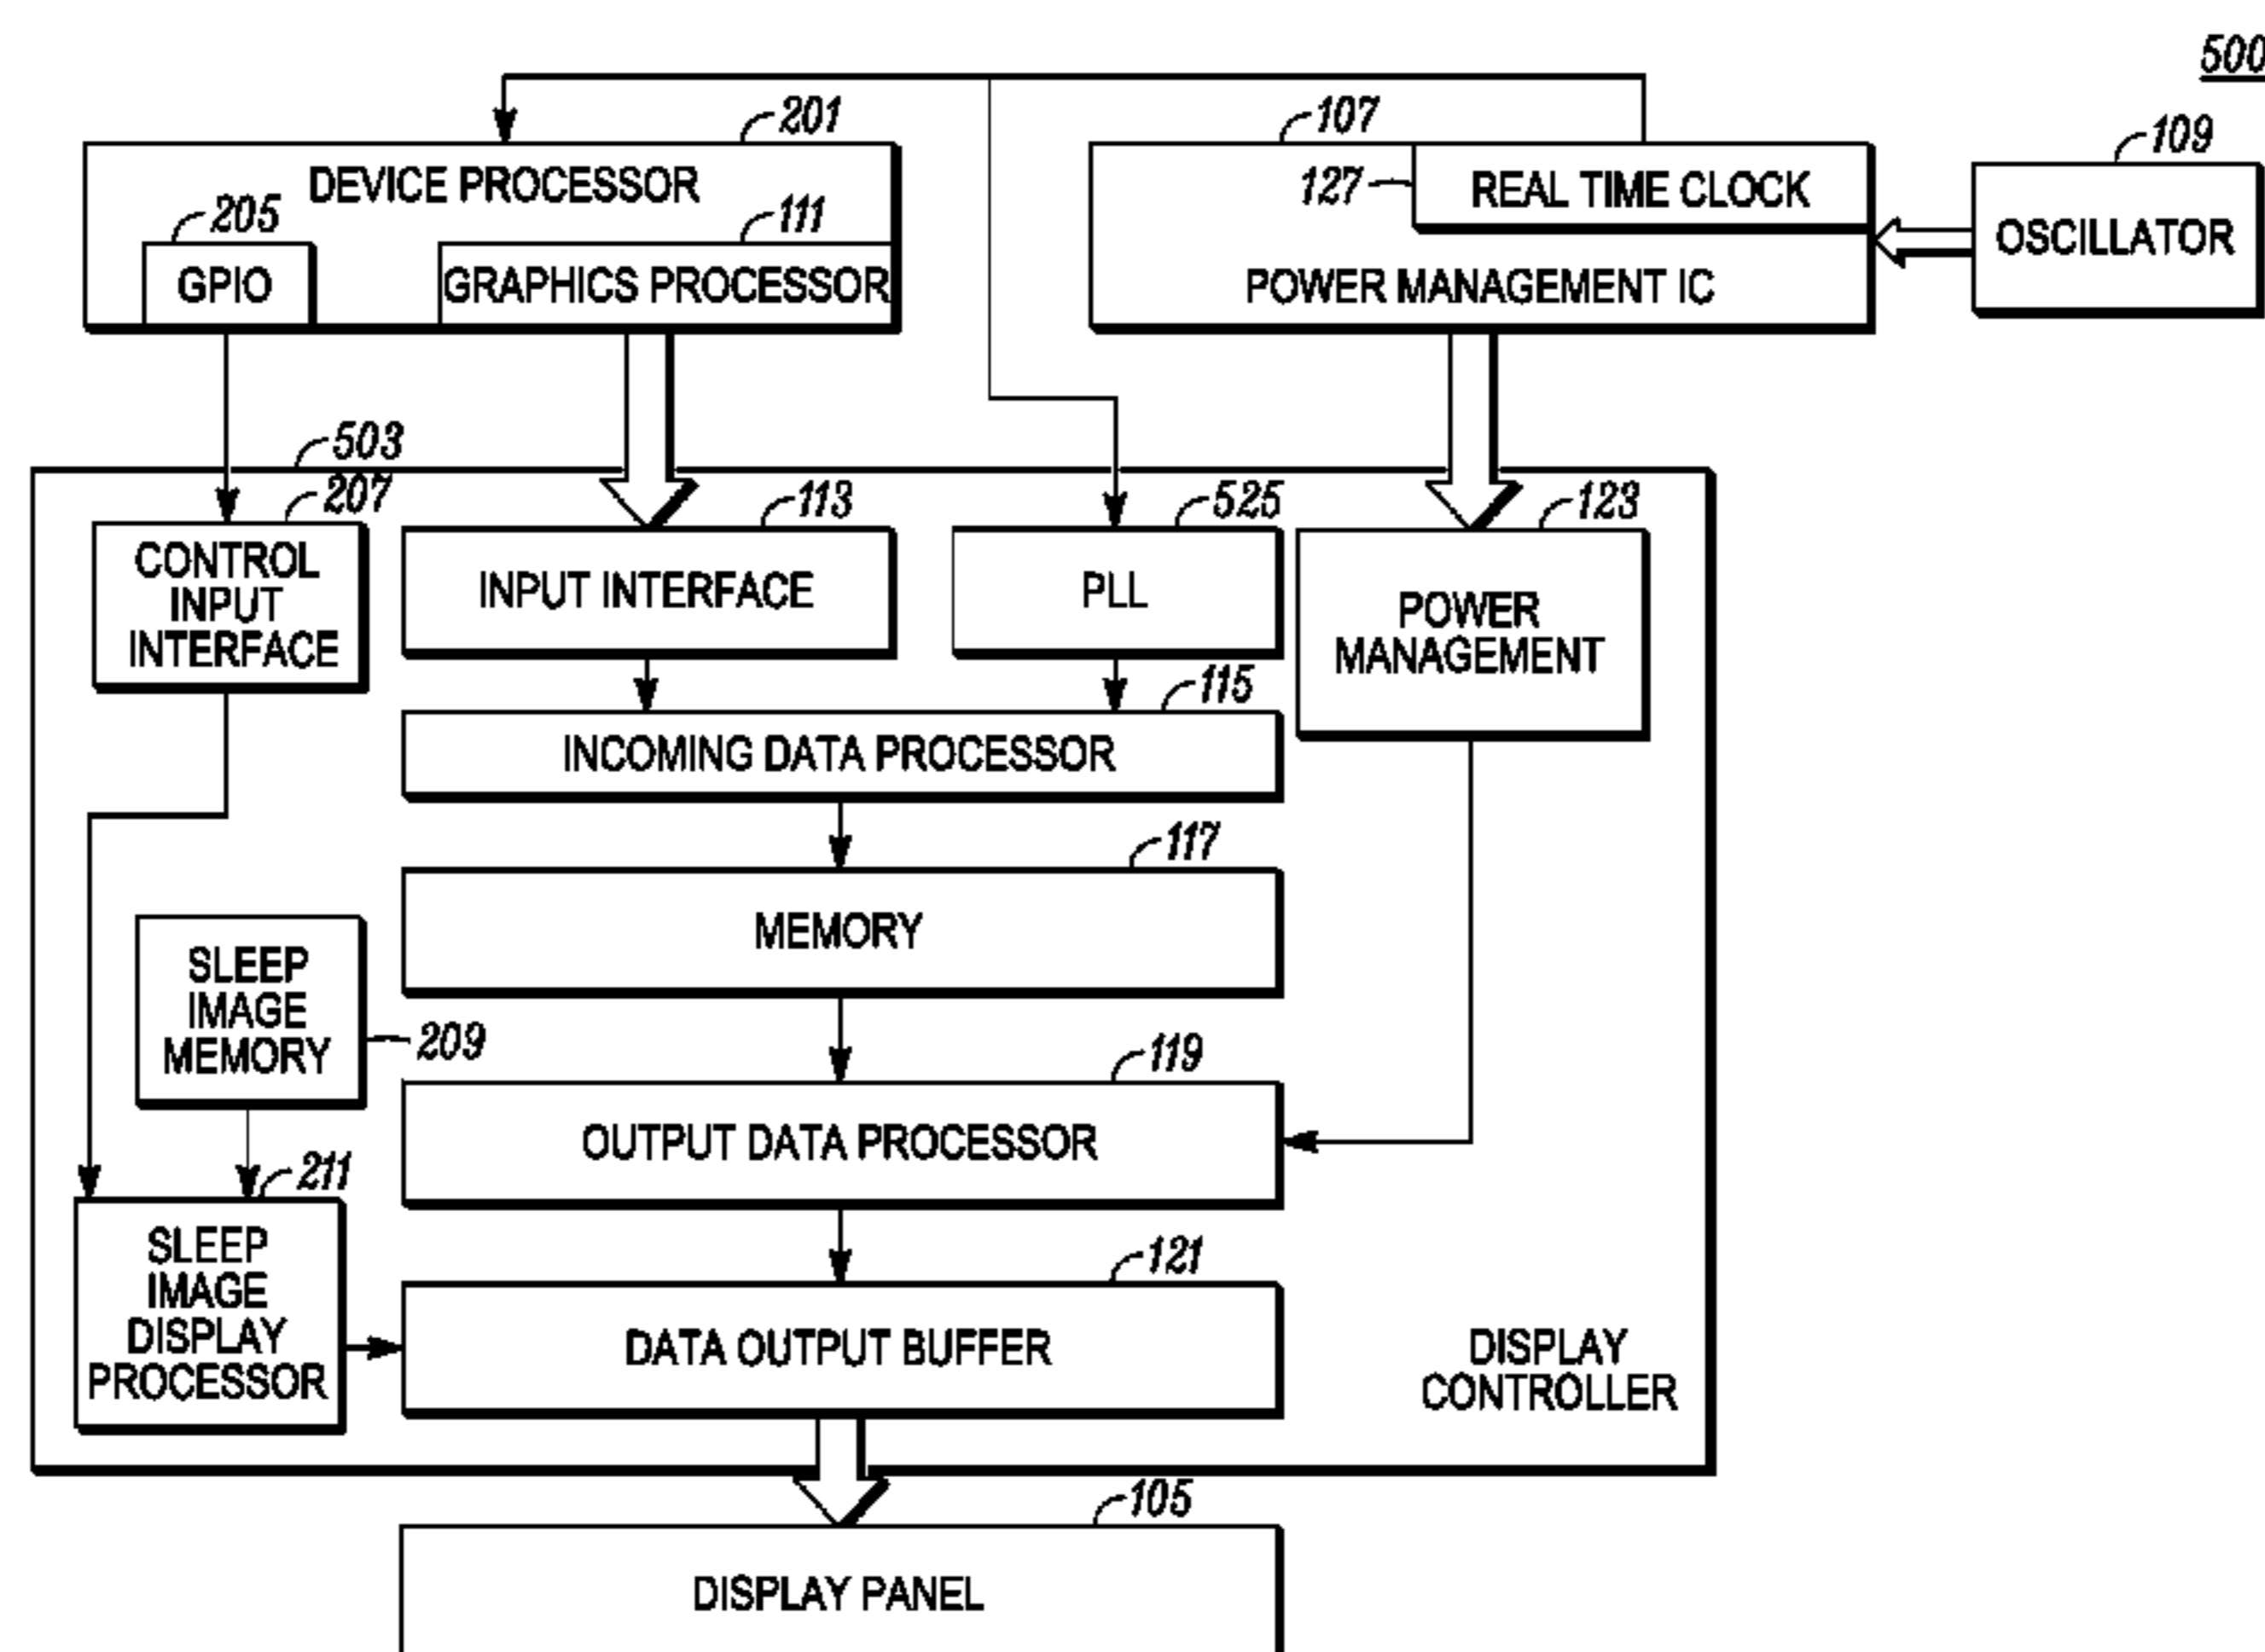 500
201
107
109
DEVICE PROCESSOR
127
REAL TIME CLOCK
205
111
OSCILLATOR
GPIO
GRAPHICS PROCESSOR
POWER MANAGEMENT IC
503
207
113
525
123
CONTROL
INPUT
INTERFACE
INPUT INTERFACE
PLL
POWER
MANAGEMENT
115
INCOMING DATA PROCESSOR
117
MEMORY
SLEEP
IMAGE
MEMORY
209
119
OUTPUT DATA PROCESSOR
211
SLEEP
IMAGE
DISPLAY
PROCESSOR
121
DATA OUTPUT BUFFER
DISPLAY
CONTROLLER
105
DISPLAY PANEL